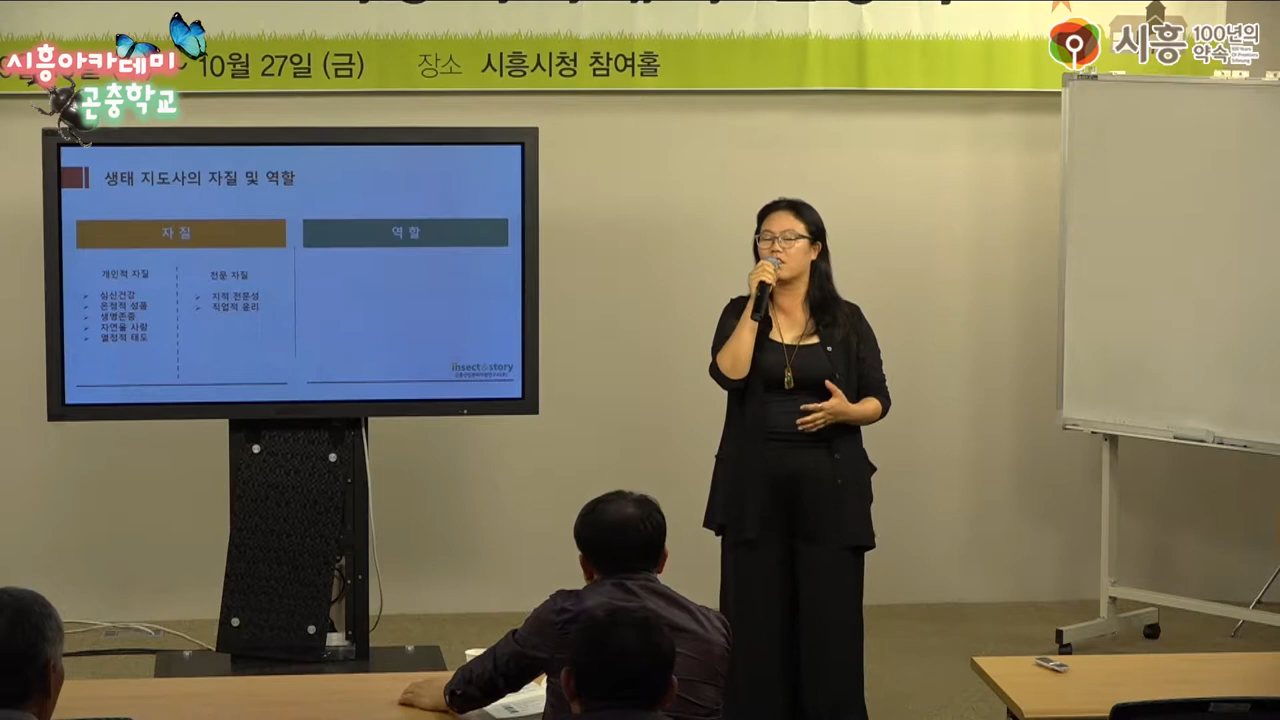 시흥아카데미
곤충학교
10월 27일 (금)
장소 시흥시청 참여홀
시흥 100년의
약속
생태 지도사의 자질 및 역할
자 질
역 할
개인적 자질
전문 자질
심신건강
온정적 성품
생명존중
자연을 사랑
열정적 태도
지적 전문성
직업적 윤리
insect&story